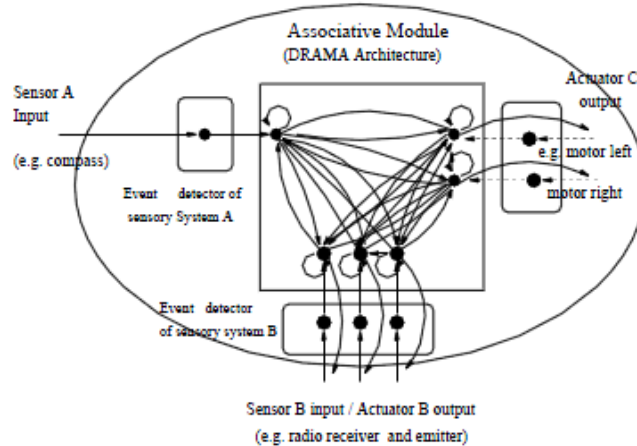 Associative Module
(DRAMA Architecture)
Sensor A
Input
(e.g. compass)
Event detector of
sensory System A
Actuator C
output
e.g. motor left
motor right
Event detector
of sensory system B
Sensor B input / Actuator B output
(e.g. radio receiver and emitter)